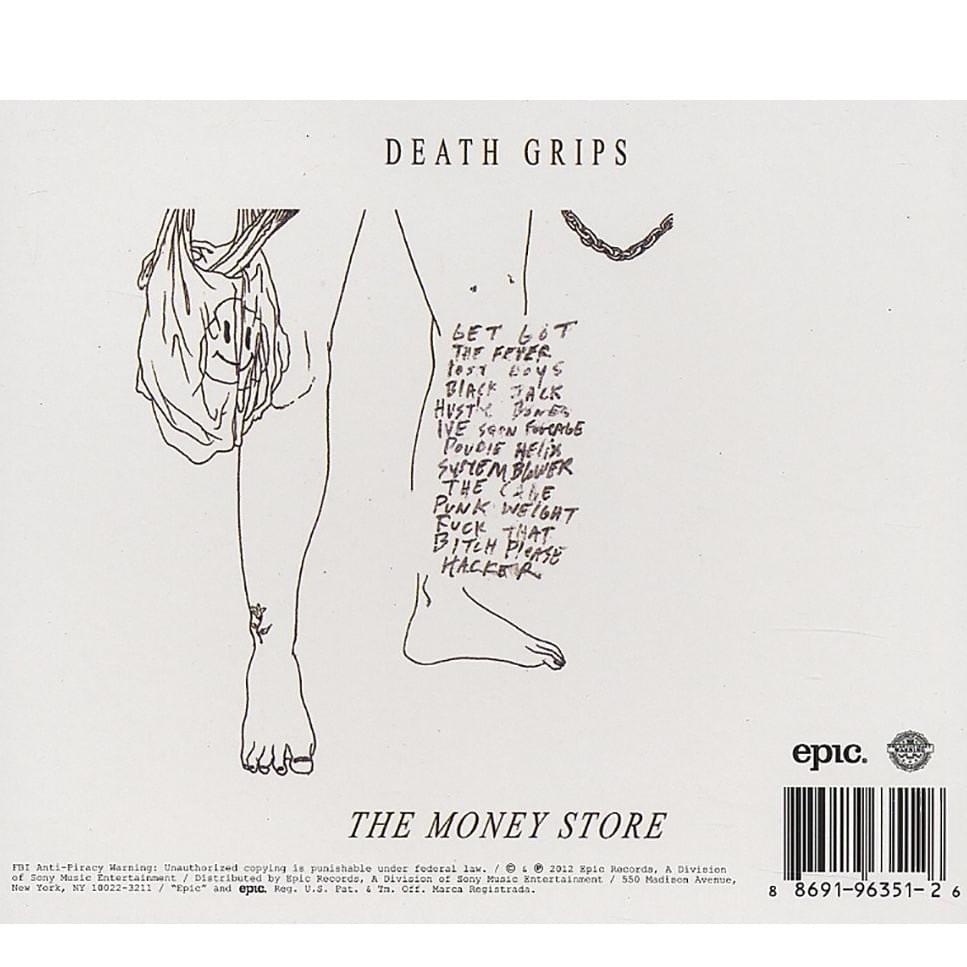 DEATH GRIPS
GET GOT
THE FEVER
LOST BOYS
BLACK JACK
HUSTLE BONES
IVE SEEN FOOTAGE
DOUBLE HELIX
SYSTEM BLOWER
THE CAGE
PUNK WEIGHT
FUCK THAT
BITCH PLEASE
HACKER
THE MONEY STORE
epic.
FBI Anti-Piracy Warning: Unauthorized copying is punishable under federal law. / © & ℗ 2012 Epic Records, A Division
of Sony Music Entertainment / Distributed by Epic Records, A Division of Sony Music Entertainment / 550 Madison Avenue,
New York, NY 10022-3211 / "Epic" and epic. Reg. U.S. Pat. & Tm. Off. Marca Registrada.
8 8691-96351-2 6